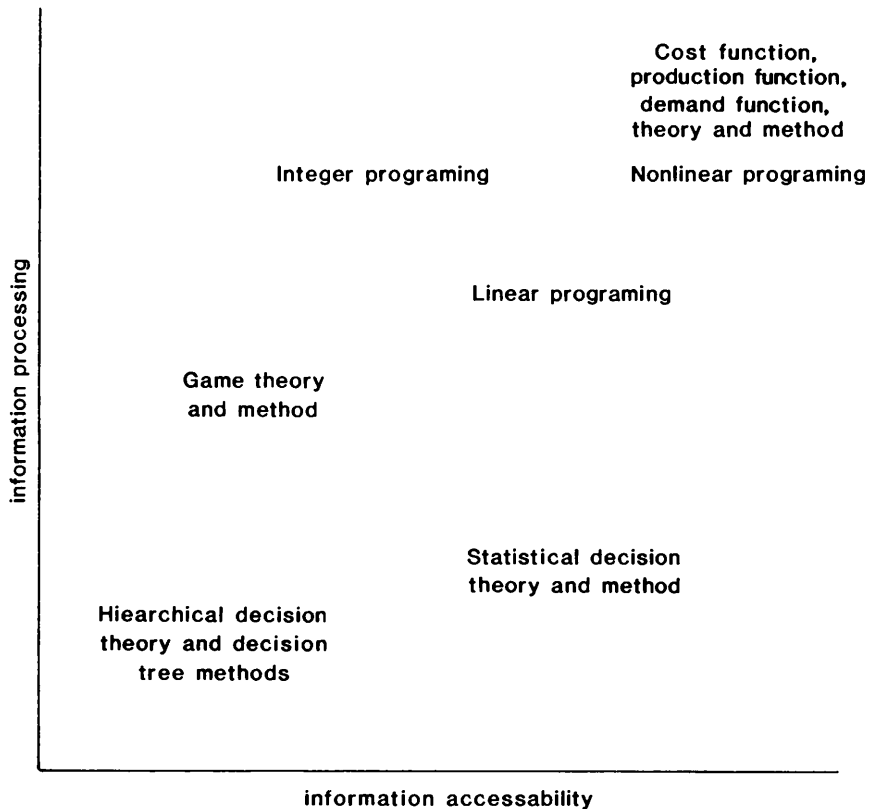 Cost function,
production function,
demand function,
theory and method
Integer programing
Nonlinear programing
Linear programing
information processing
Game theory
and method
Statistical decision
theory and method
Hiearchical decision
theory and decision
tree methods
information accessability